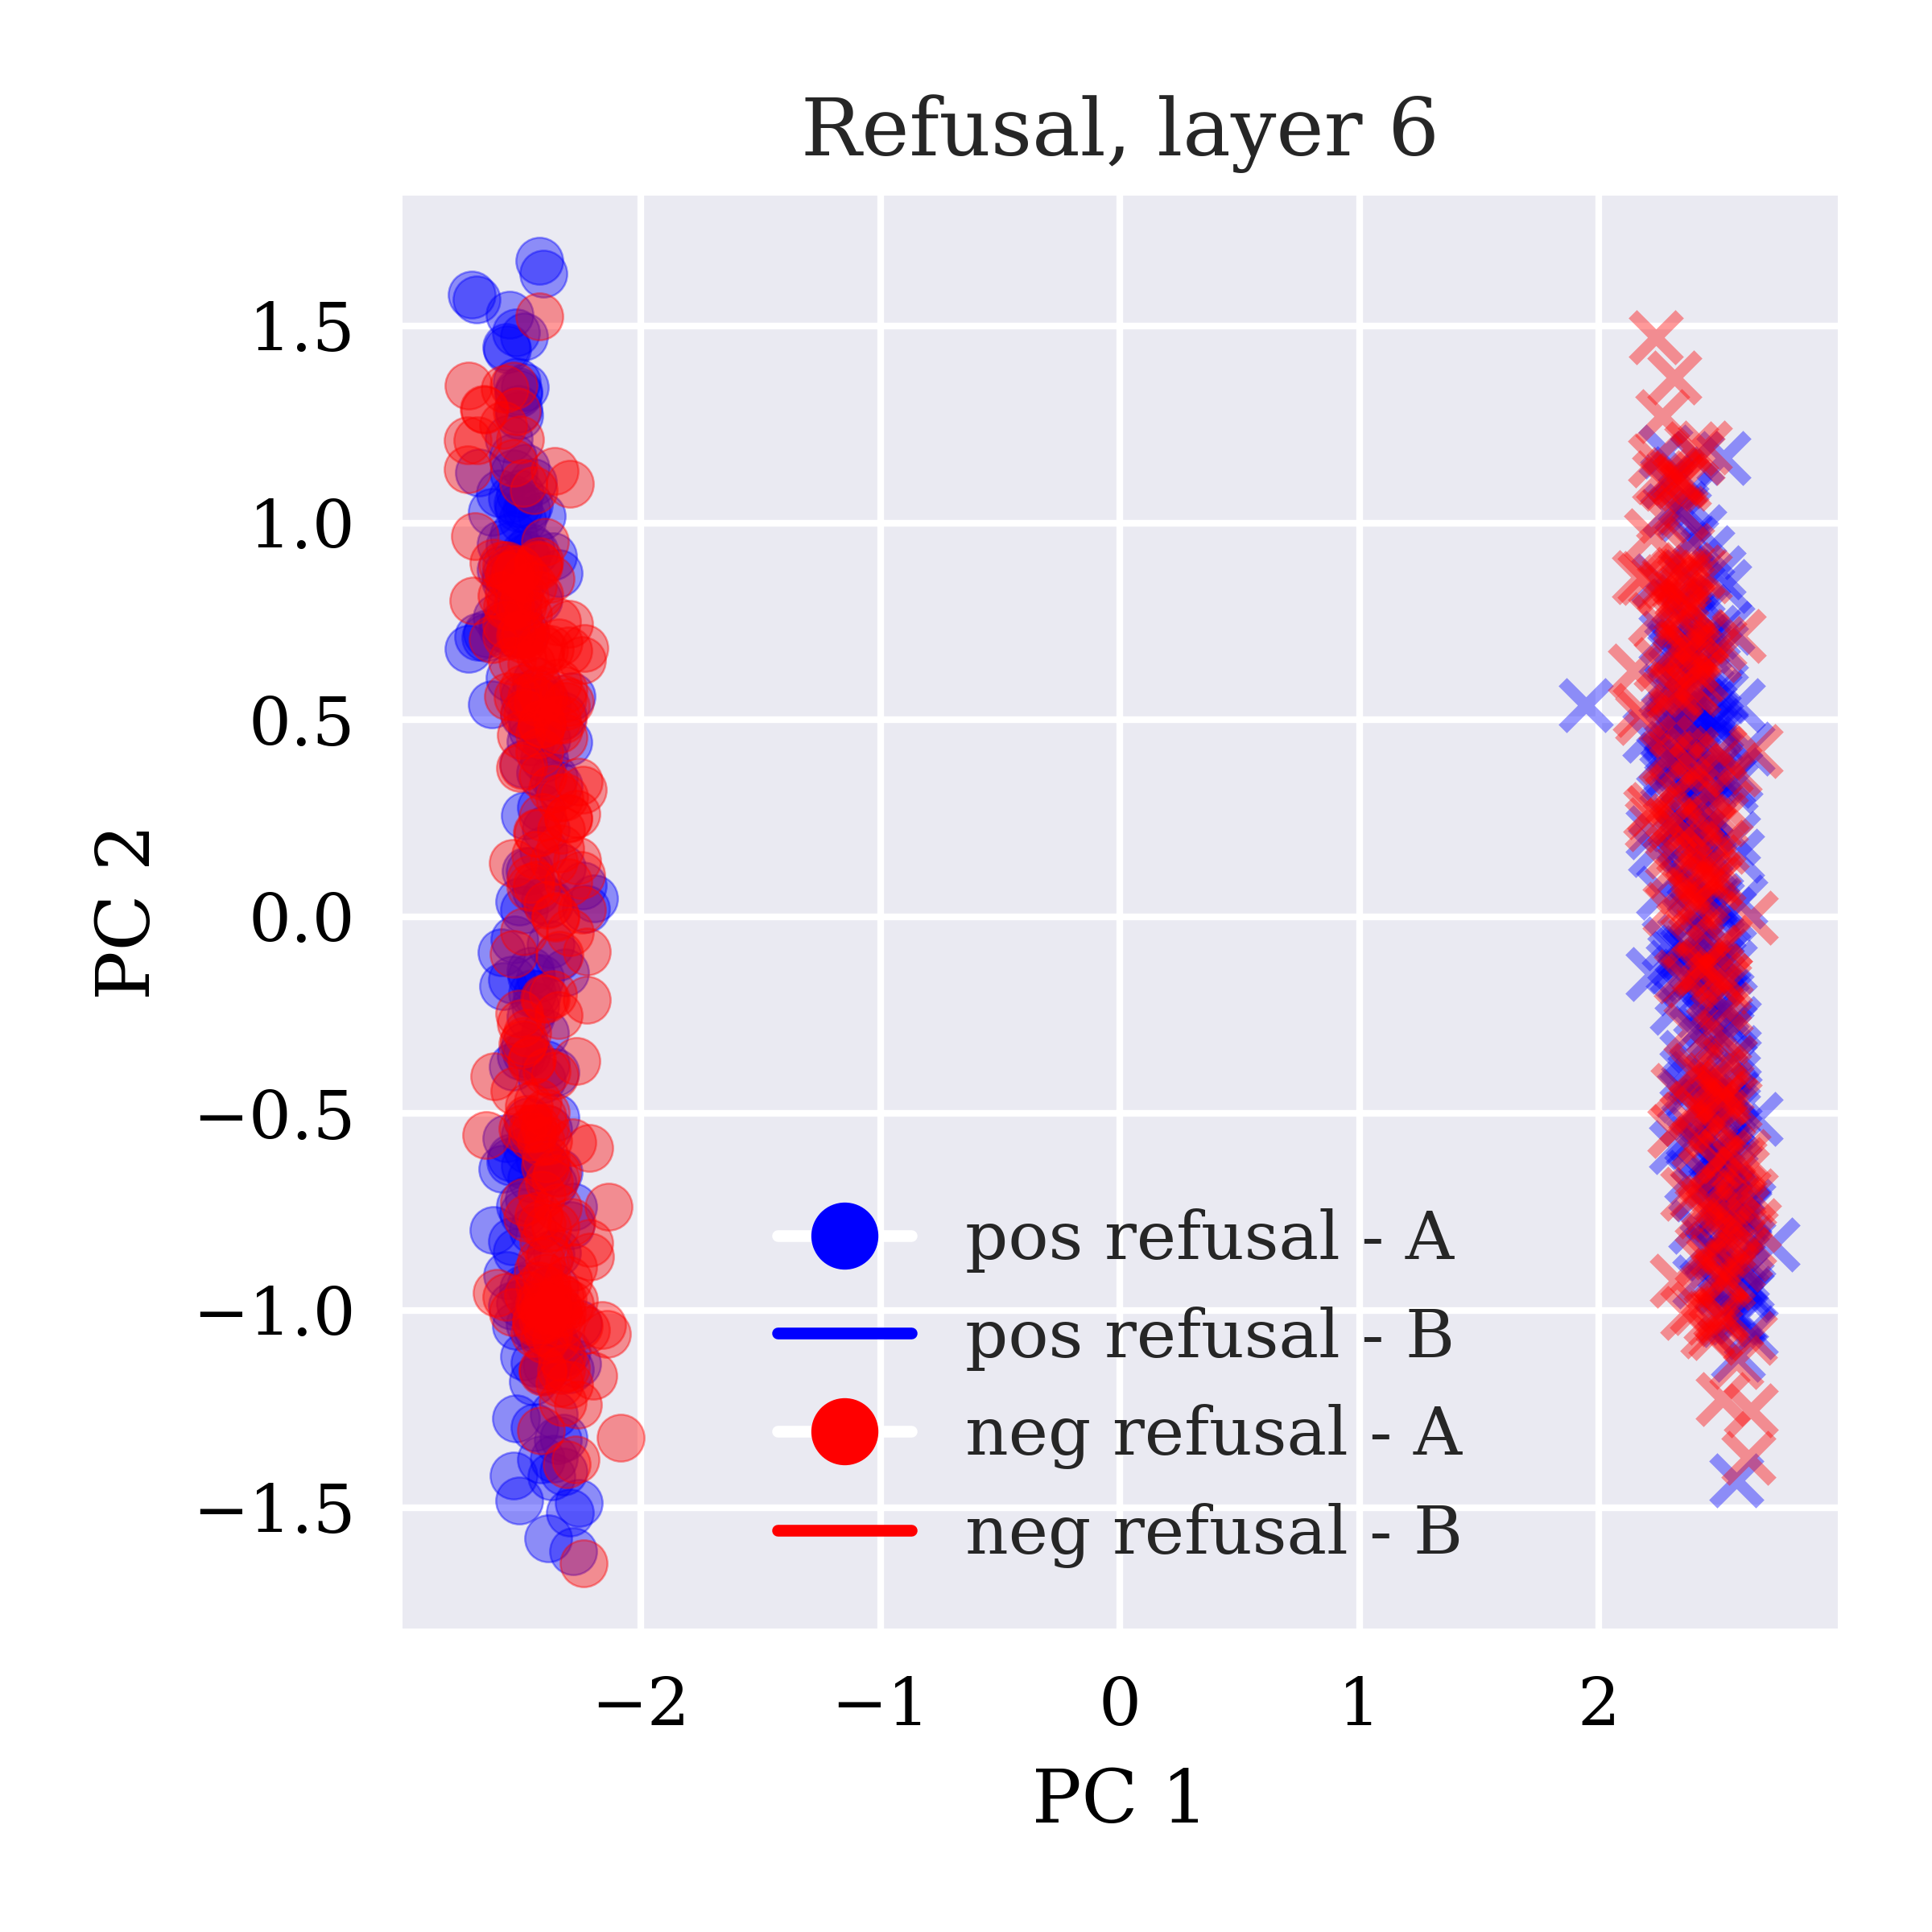 Refusal, layer 6
1.5
1.0
0.5
0.0
−0.5
−1.0
−1.5
PC 2
pos refusal - A
pos refusal - B
neg refusal - A
neg refusal - B
−2 −1 0 1 2
PC 1